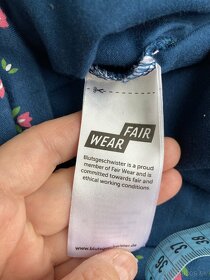 FAIR
WEAR
Blutsgeschwister is a proud
member of Fair Wear and is
committed towards fair and
ethical working conditions.
www.blutsgeschwister.de